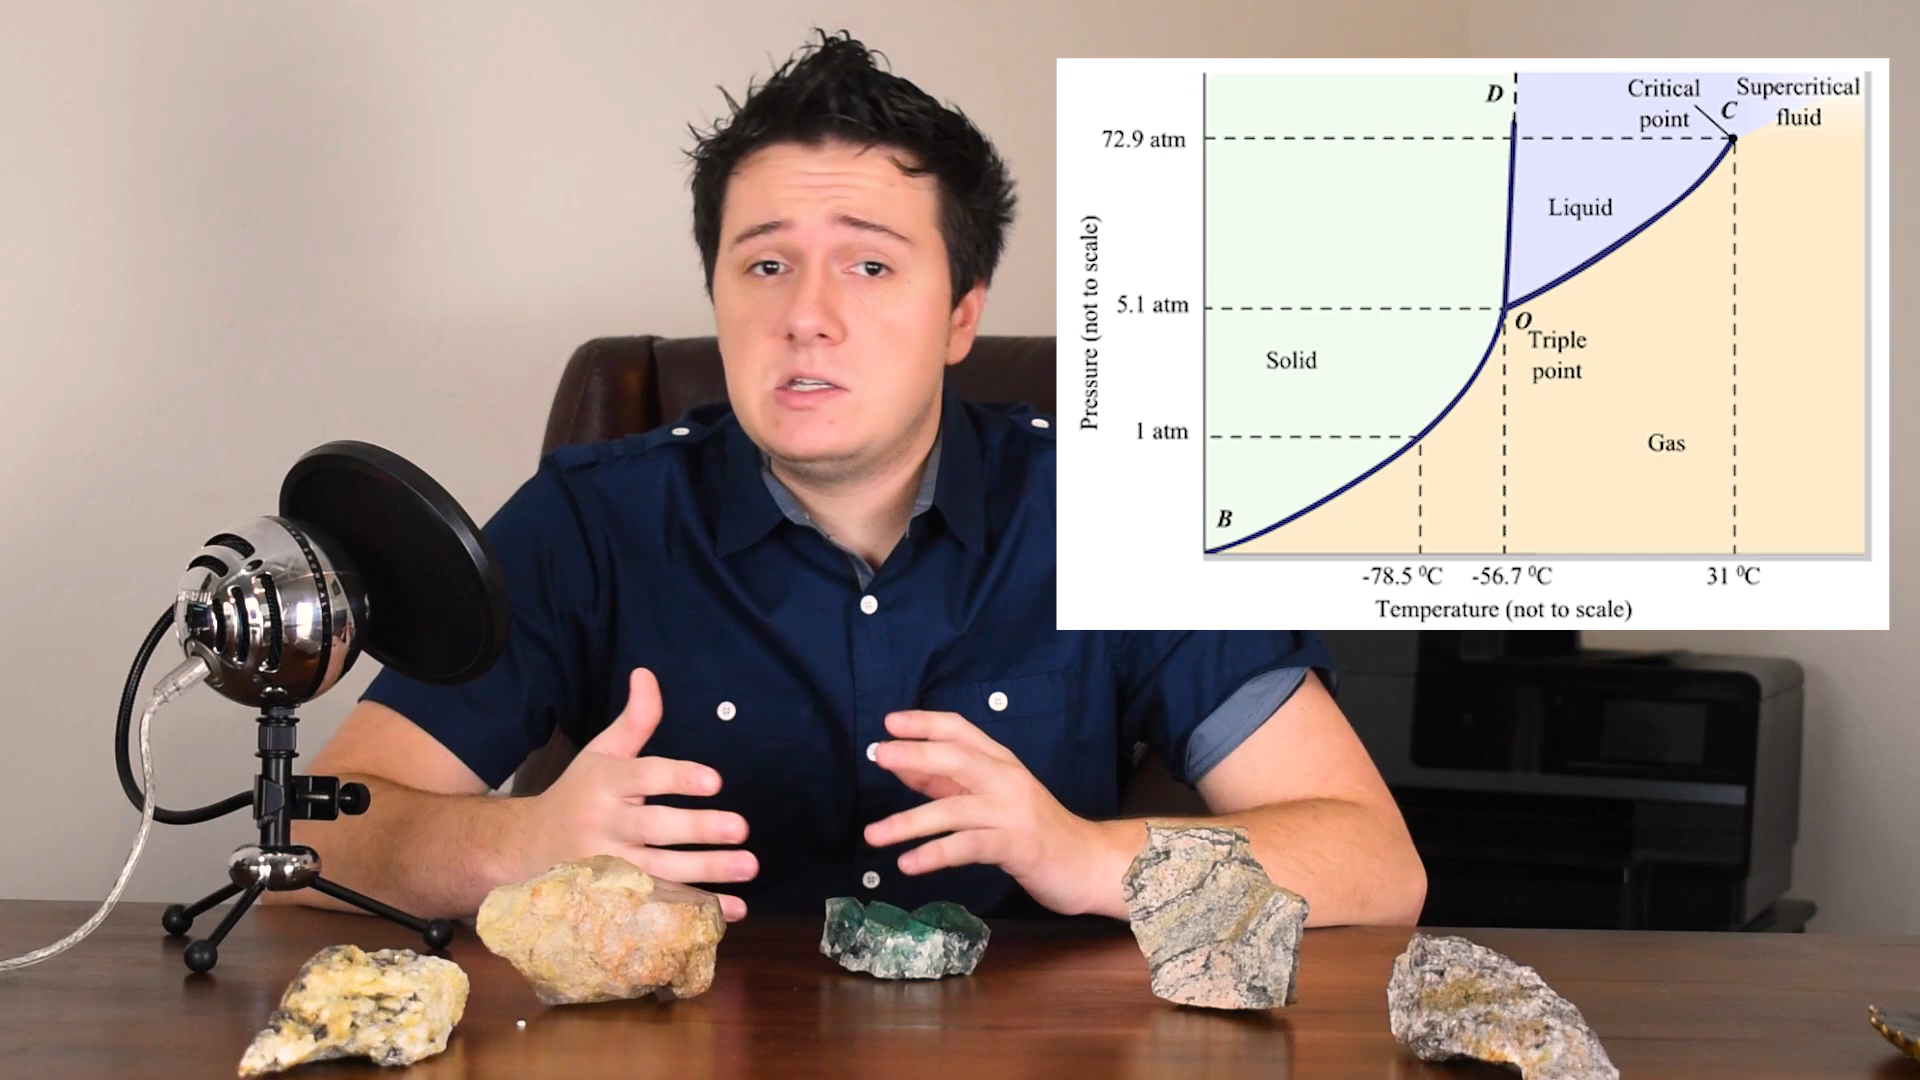 D
Critical
point
C
Supercritical
fluid
72.9 atm
Liquid
5.1 atm
O
Triple
point
Solid
1 atm
Gas
B
Pressure (not to scale)
-78.5 ⁰C
-56.7 ⁰C
31 ⁰C
Temperature (not to scale)